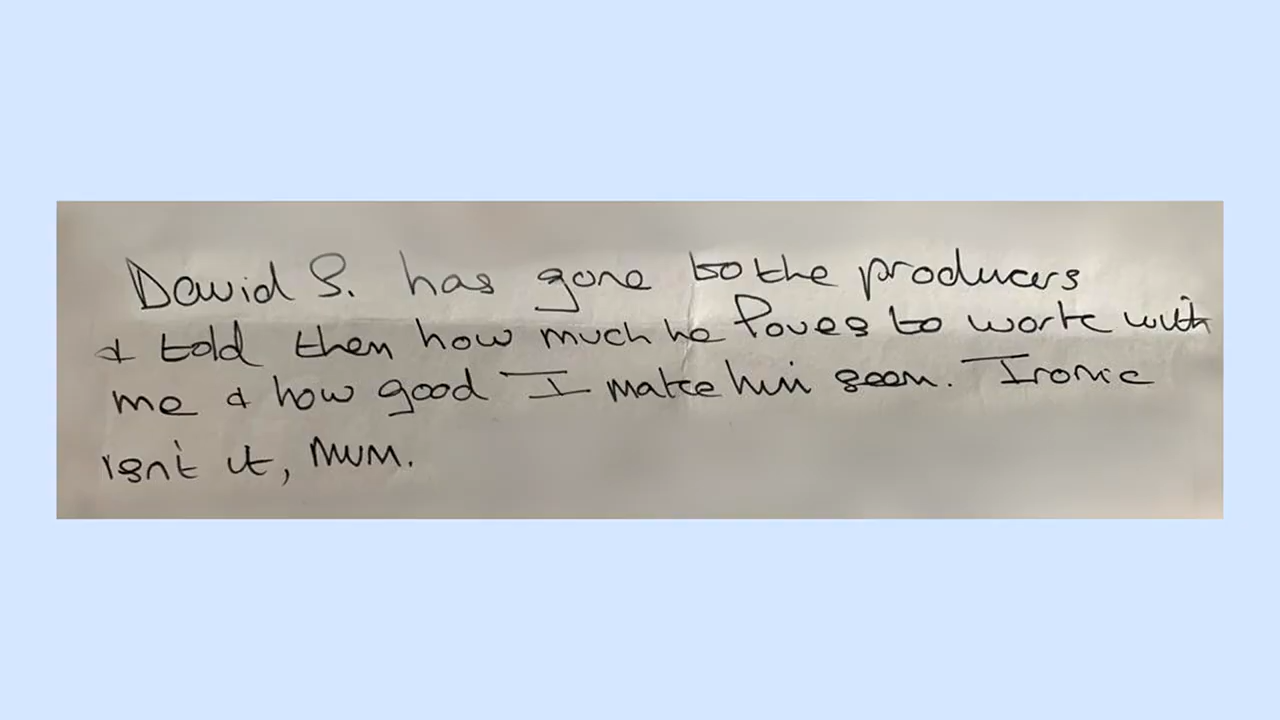 David S. has gone to the producers
& told them how much he loves to work with
me & how good I make him seem. Ironic
isn't it, Mum.